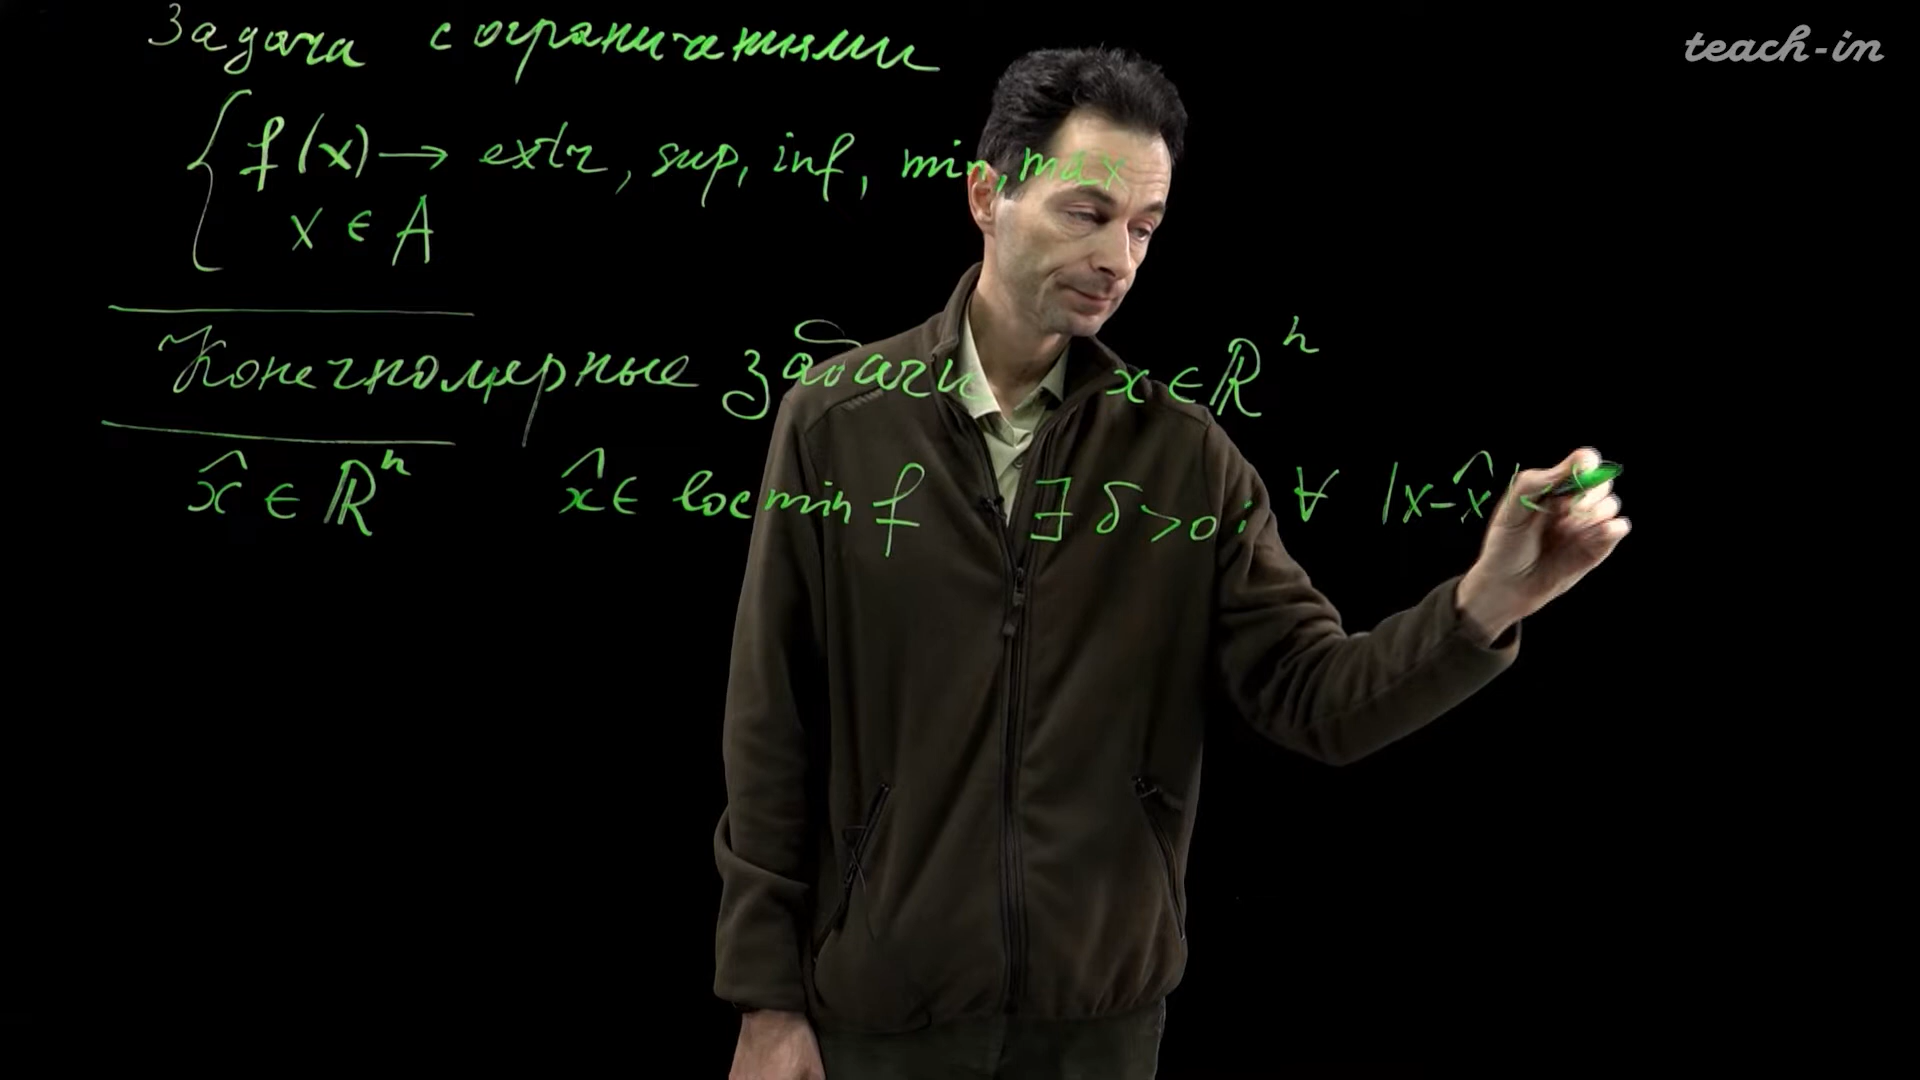 teach-in
Задача с ограничениями
f(x) → extr, sup, inf, min, max
x ∈ A
Конечномерные задачи x ∈ ℝⁿ
x̂ ∈ ℝⁿ x̂ ∈ locmin f ∃ δ>0: ∀ |x-x̂| <